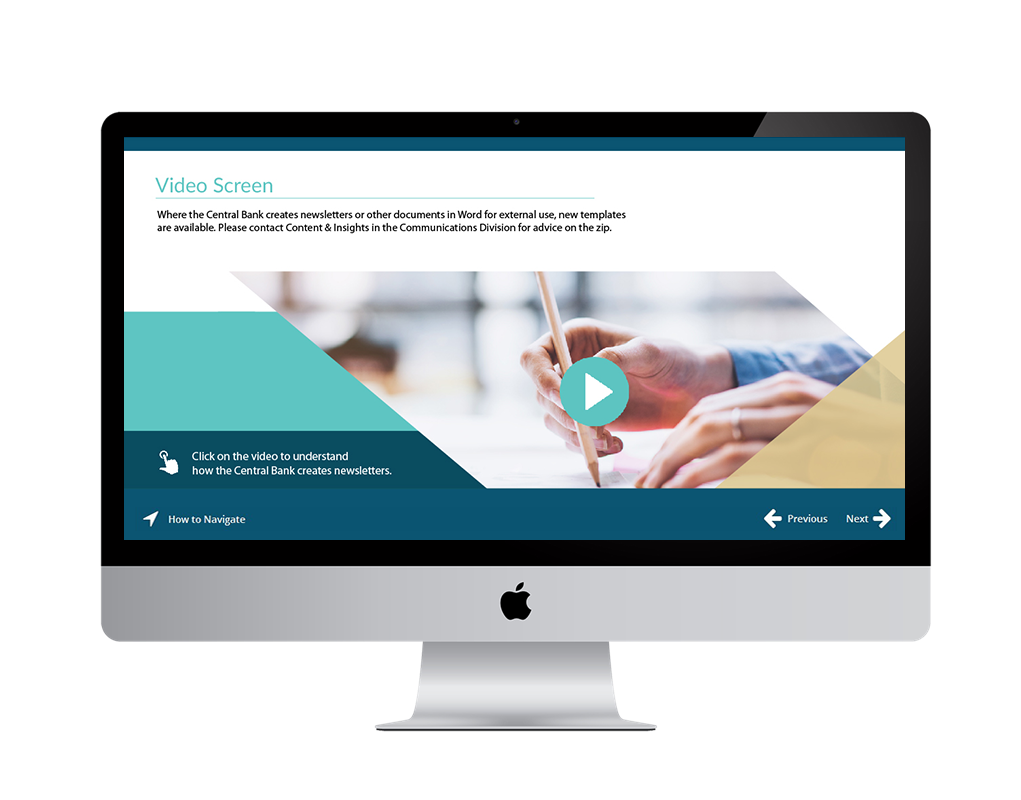 Video Screen
Where the Central Bank creates newsletters or other documents in Word for external use, new templates
are available. Please contact Content & Insights in the Communications Division for advice on the zip.
Click on the video to understand
how the Central Bank creates newsletters.
How to Navigate
Previous
Next